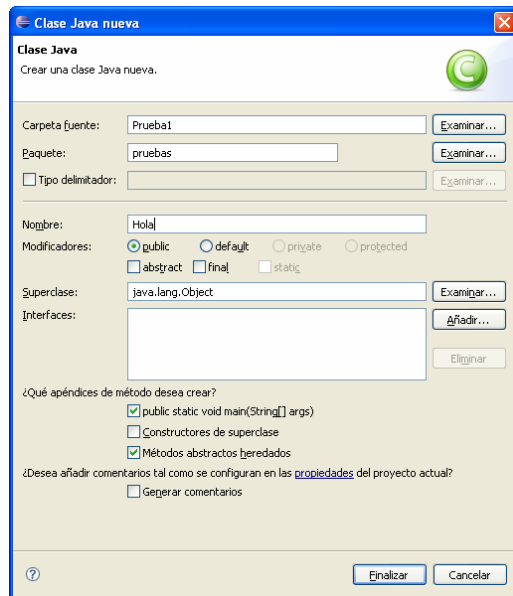 Clase Java nueva
Clase Java
Crear una clase Java nueva.
Carpeta fuente: Prueba1 Examinar...
Paquete: pruebas Examinar...
Tipo delimitador: Examinar...
Nombre: Hola
Modificadores: public default private protected
abstract final static
Superclase: java.lang.Object Examinar...
Interfaces: Añadir...
Eliminar
¿Qué apéndices de método desea crear?
public static void main(String[] args)
Constructores de superclase
Métodos abstractos heredados
¿Desea añadir comentarios tal como se configuran en las propiedades del proyecto actual?
Generar comentarios
? Finalizar Cancelar